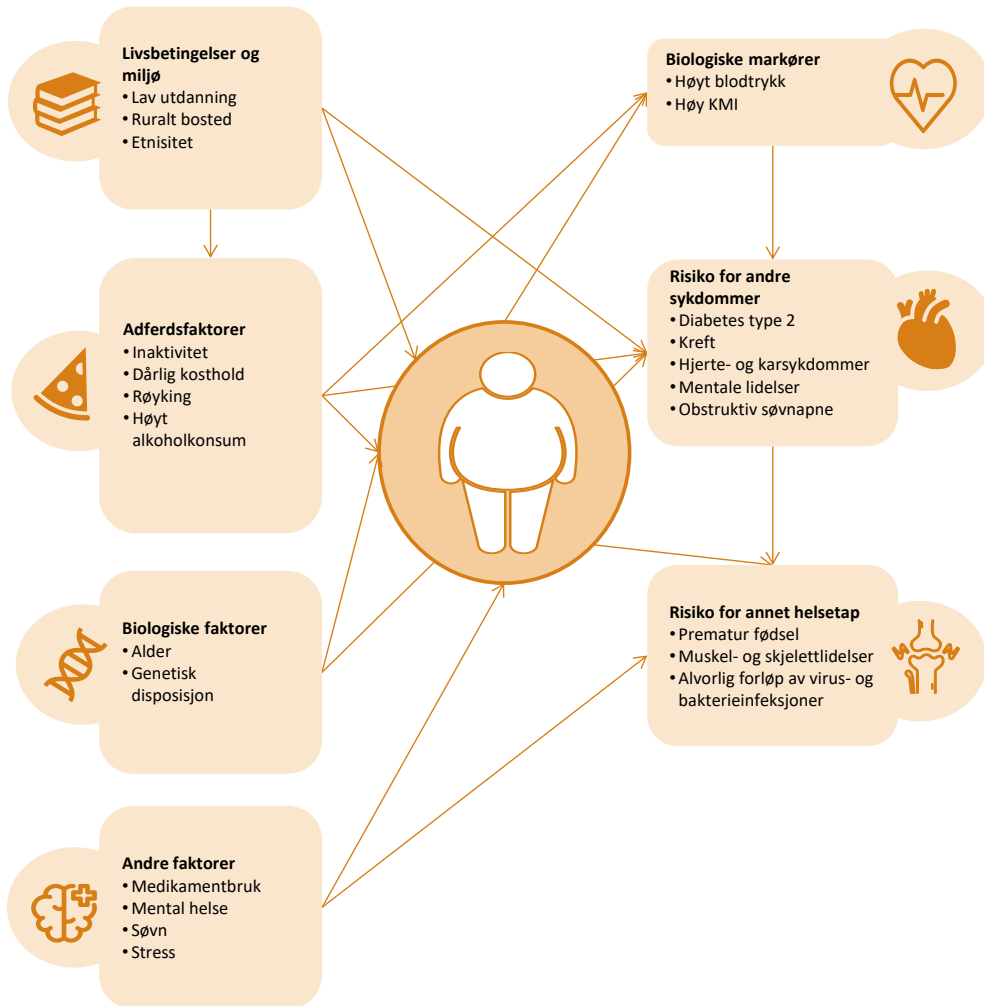 Livsbetingelser og
miljø
• Lav utdanning
• Ruralt bosted
• Etnisitet
Adferdsfaktorer
• Inaktivitet
• Dårlig kosthold
• Røyking
• Høyt
alkoholkonsum
Biologiske faktorer
• Alder
• Genetisk
disposisjon
Andre faktorer
• Medikamentbruk
• Mental helse
• Søvn
• Stress
Biologiske markører
• Høyt blodtrykk
• Høy KMI
Risiko for andre
sykdommer
• Diabetes type 2
• Kreft
• Hjerte- og karsykdommer
• Mentale lidelser
• Obstruktiv søvnapne
Risiko for annet helsetap
• Prematur fødsel
• Muskel- og skjelettlidelser
• Alvorlig forløp av virus- og
bakterieinfeksjoner